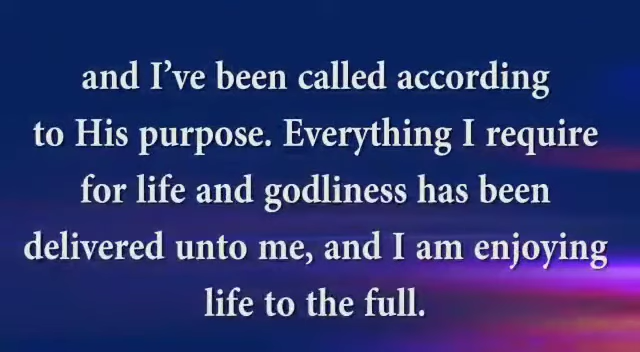 and I’ve been called according
to His purpose. Everything I require
for life and godliness has been
delivered unto me, and I am enjoying
life to the full.